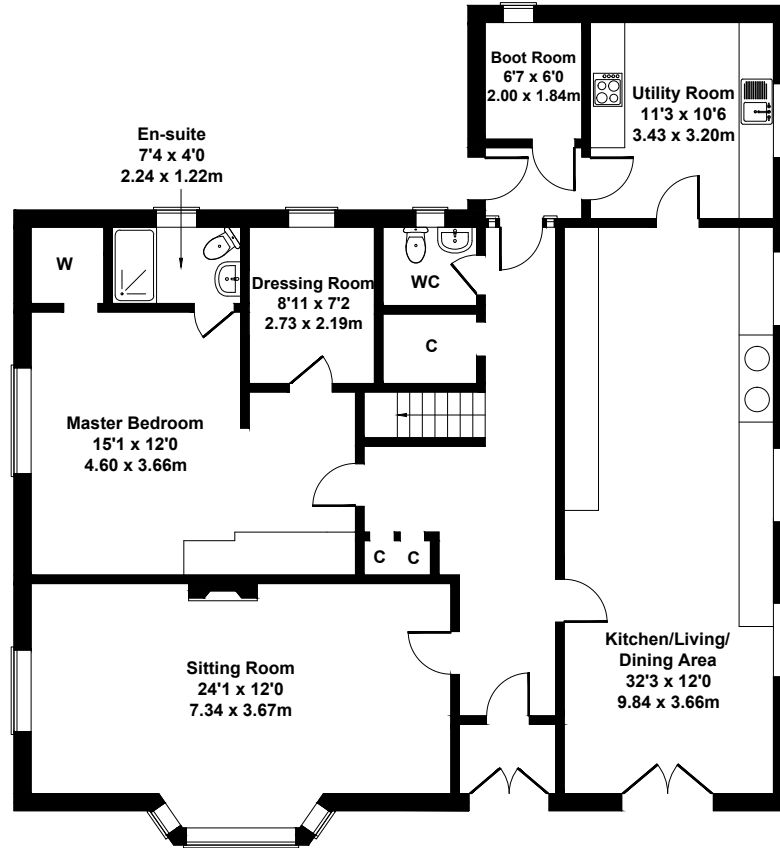 Boot Room
6'7 x 6'0
2.00 x 1.84m
Utility Room
11'3 x 10'6
3.43 x 3.20m
En-suite
7'4 x 4'0
2.24 x 1.22m
W
Dressing Room
8'11 x 7'2
2.73 x 2.19m
WC
C
Master Bedroom
15'1 x 12'0
4.60 x 3.66m
C C
Kitchen/Living/
Dining Area
32'3 x 12'0
9.84 x 3.66m
Sitting Room
24'1 x 12'0
7.34 x 3.67m